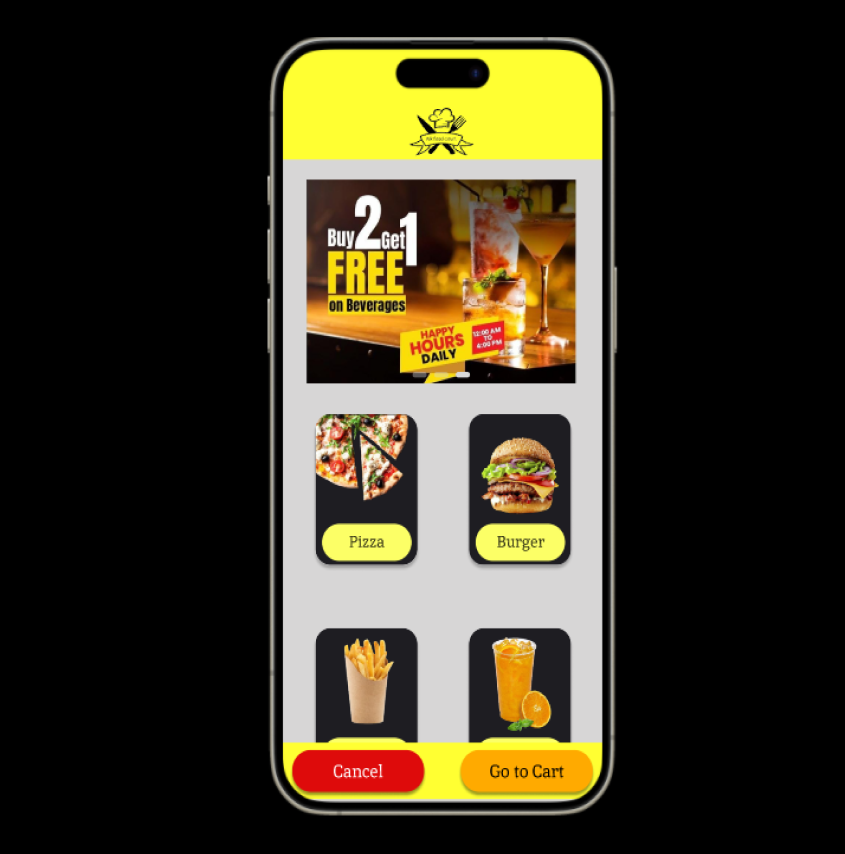 Buy 2 Get 1
FREE
on Beverages
HAPPY
HOURS
DAILY
12:00 AM
TO
4:00 PM
Pizza
Burger
Cancel
Go to Cart